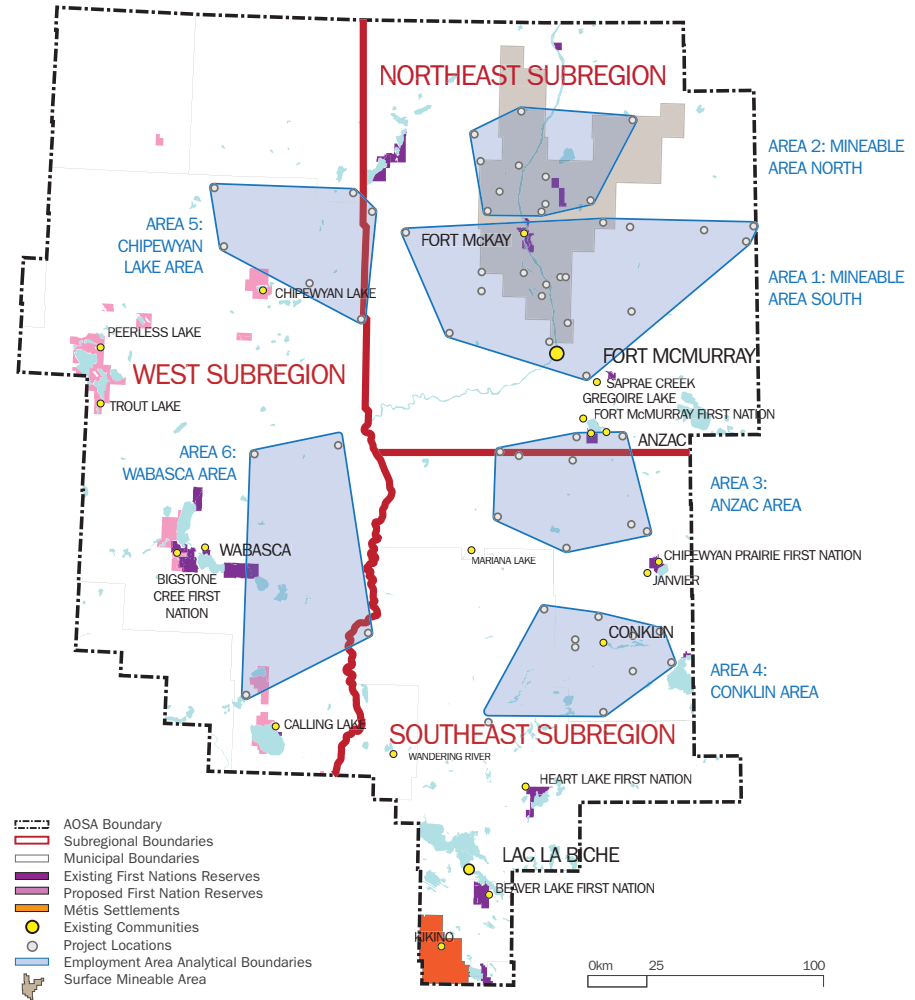 NORTHEAST SUBREGION
AREA 2: MINEABLE
AREA NORTH
AREA 5:
CHIPEWYAN
LAKE AREA
FORT McKAY
AREA 1: MINEABLE
AREA SOUTH
CHIPEWYAN LAKE
PEERLESS LAKE
WEST SUBREGION
FORT MCMURRAY
SAPRAE CREEK
GREGOIRE LAKE
FORT McMURRAY FIRST NATION
TROUT LAKE
ANZAC
AREA 6:
WABASCA AREA
AREA 3:
ANZAC AREA
WABASCA
MARIANA LAKE
CHIPEWYAN PRAIRIE FIRST NATION
JANVIER
BIGSTONE
CREE FIRST
NATION
CONKLIN
AREA 4:
CONKLIN AREA
CALLING LAKE
SOUTHEAST SUBREGION
WANDERING RIVER
HEART LAKE FIRST NATION
LAC LA BICHE
BEAVER LAKE FIRST NATION
KIKINO
AOSA Boundary
Subregional Boundaries
Municipal Boundaries
Existing First Nations Reserves
Proposed First Nation Reserves
Métis Settlements
Existing Communities
Project Locations
Employment Area Analytical Boundaries
Surface Mineable Area
0km 25 100